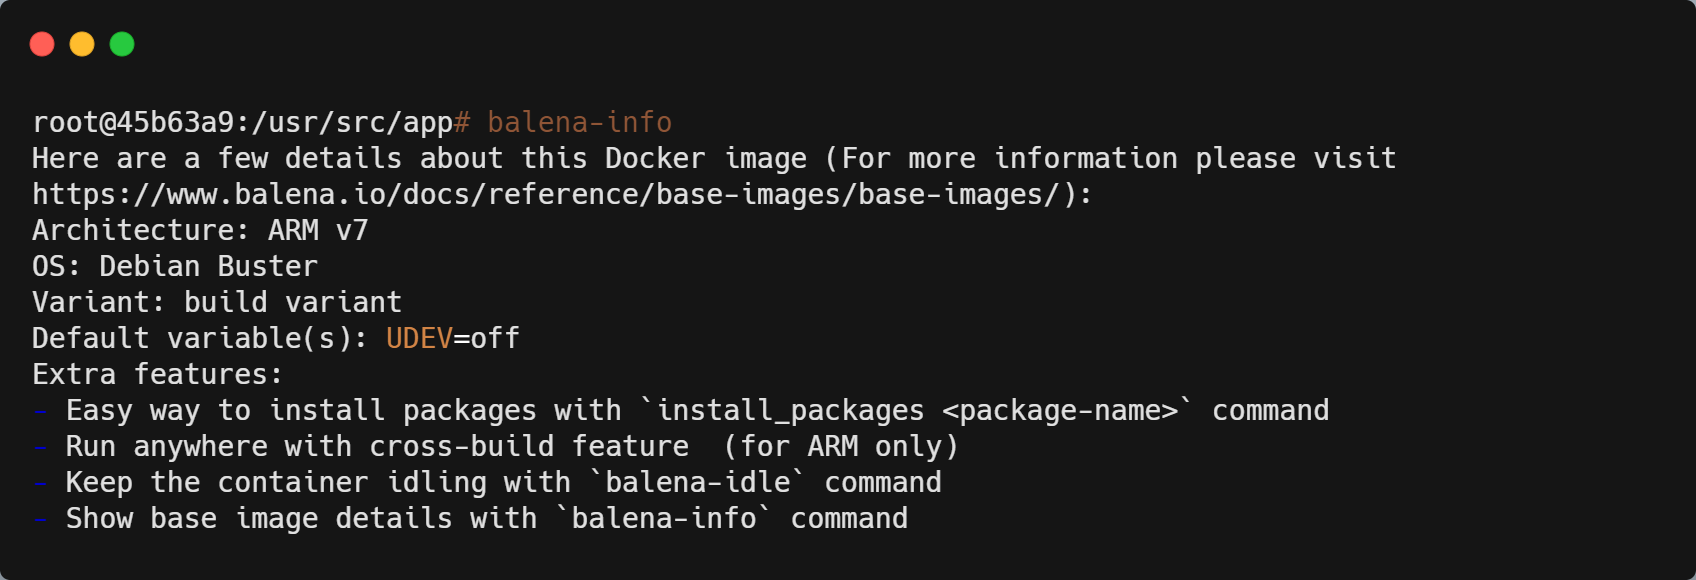 root@45b63a9:/usr/src/app# balena-info
Here are a few details about this Docker image (For more information please visit
https://www.balena.io/docs/reference/base-images/base-images/):
Architecture: ARM v7
OS: Debian Buster
Variant: build variant
Default variable(s): UDEV=off
Extra features:
- Easy way to install packages with `install_packages <package-name>` command
- Run anywhere with cross-build feature  (for ARM only)
- Keep the container idling with `balena-idle` command
- Show base image details with `balena-info` command